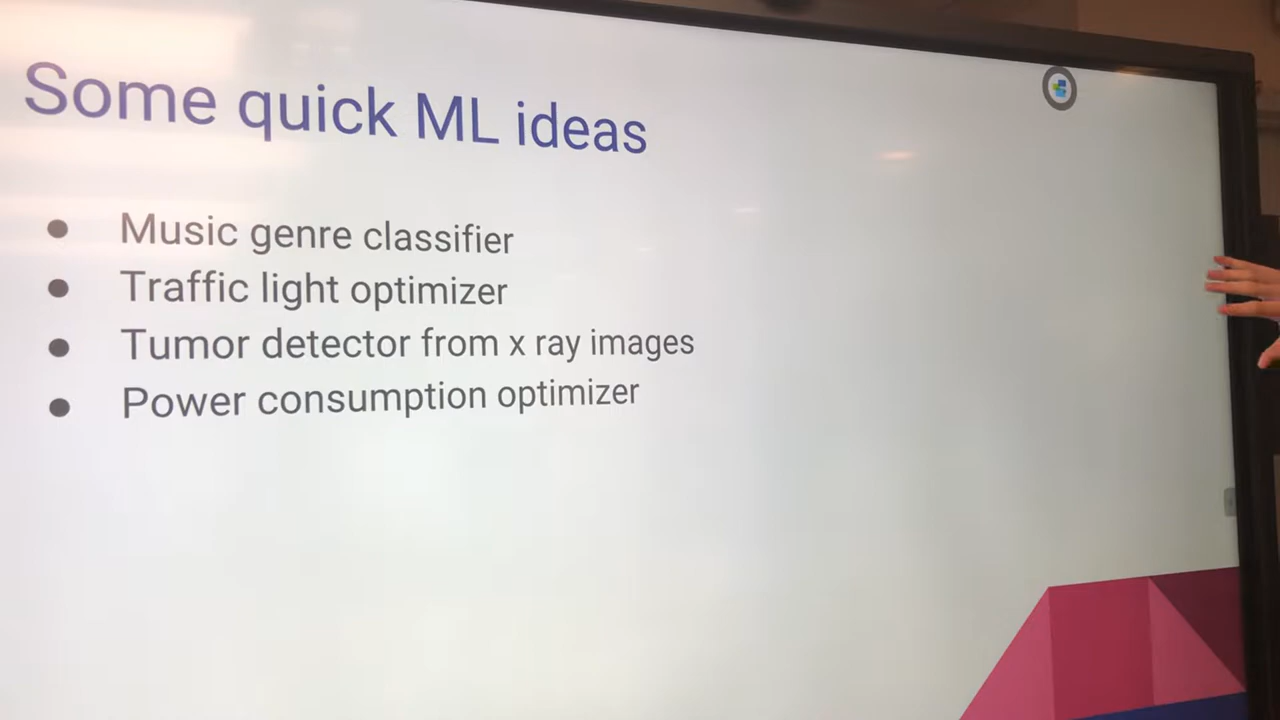 Some quick ML ideas
● Music genre classifier
● Traffic light optimizer
● Tumor detector from x ray images
● Power consumption optimizer